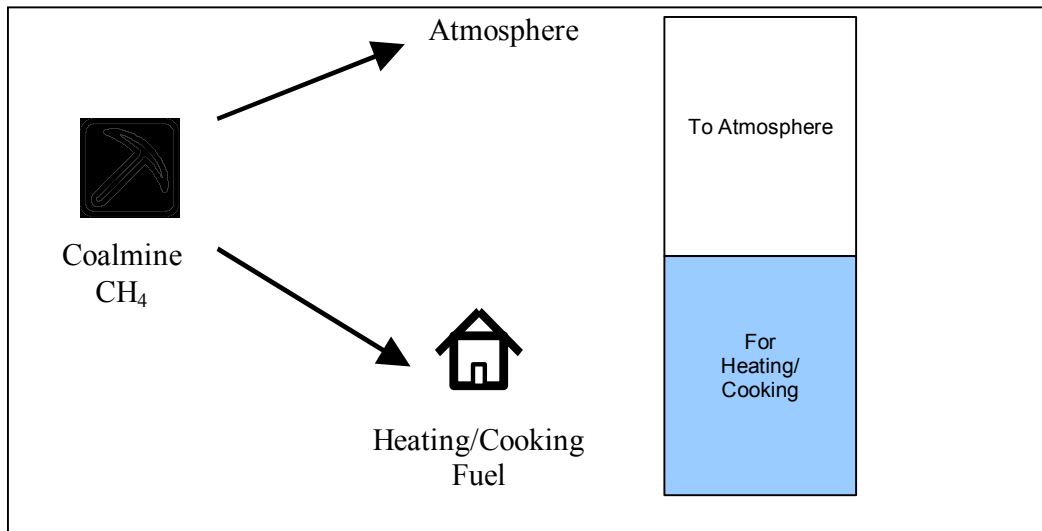 Atmosphere
To Atmosphere
Coalmine
CH₄
For
Heating/
Cooking
Heating/Cooking
Fuel